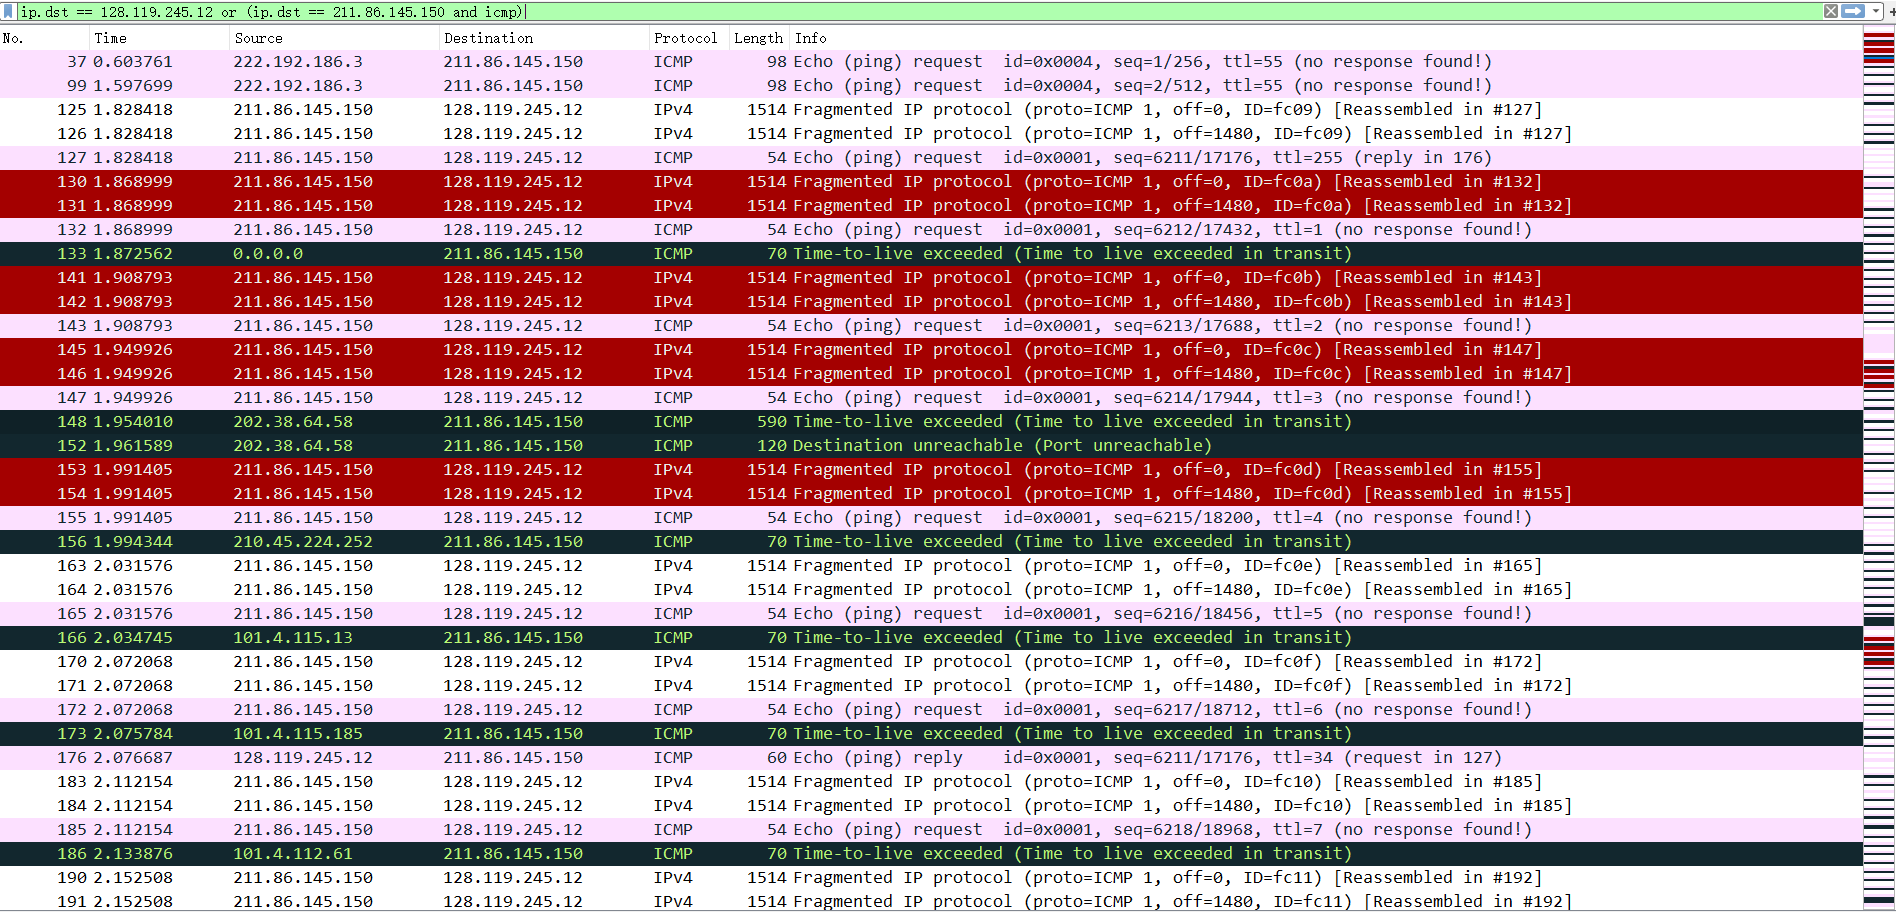 ip.dst == 128.119.245.12 or (ip.dst == 211.86.145.150 and icmp)
No. Time Source Destination Protocol Length Info
37 0.603761 222.192.186.3 211.86.145.150 ICMP 98 Echo (ping) request id=0x0004, seq=1/256, ttl=55 (no response found!)
99 1.597699 222.192.186.3 211.86.145.150 ICMP 98 Echo (ping) request id=0x0004, seq=2/512, ttl=55 (no response found!)
125 1.828418 211.86.145.150 128.119.245.12 IPv4 1514 Fragmented IP protocol (proto=ICMP 1, off=0, ID=fc09) [Reassembled in #127]
126 1.828418 211.86.145.150 128.119.245.12 IPv4 1514 Fragmented IP protocol (proto=ICMP 1, off=1480, ID=fc09) [Reassembled in #127]
127 1.828418 211.86.145.150 128.119.245.12 ICMP 54 Echo (ping) request id=0x0001, seq=6211/17176, ttl=255 (reply in 176)
130 1.868999 211.86.145.150 128.119.245.12 IPv4 1514 Fragmented IP protocol (proto=ICMP 1, off=0, ID=fc0a) [Reassembled in #132]
131 1.868999 211.86.145.150 128.119.245.12 IPv4 1514 Fragmented IP protocol (proto=ICMP 1, off=1480, ID=fc0a) [Reassembled in #132]
132 1.868999 211.86.145.150 128.119.245.12 ICMP 54 Echo (ping) request id=0x0001, seq=6212/17432, ttl=1 (no response found!)
133 1.872562 0.0.0.0 211.86.145.150 ICMP 70 Time-to-live exceeded (Time to live exceeded in transit)
141 1.908793 211.86.145.150 128.119.245.12 IPv4 1514 Fragmented IP protocol (proto=ICMP 1, off=0, ID=fc0b) [Reassembled in #143]
142 1.908793 211.86.145.150 128.119.245.12 IPv4 1514 Fragmented IP protocol (proto=ICMP 1, off=1480, ID=fc0b) [Reassembled in #143]
143 1.908793 211.86.145.150 128.119.245.12 ICMP 54 Echo (ping) request id=0x0001, seq=6213/17688, ttl=2 (no response found!)
145 1.949926 211.86.145.150 128.119.245.12 IPv4 1514 Fragmented IP protocol (proto=ICMP 1, off=0, ID=fc0c) [Reassembled in #147]
146 1.949926 211.86.145.150 128.119.245.12 IPv4 1514 Fragmented IP protocol (proto=ICMP 1, off=1480, ID=fc0c) [Reassembled in #147]
147 1.949926 211.86.145.150 128.119.245.12 ICMP 54 Echo (ping) request id=0x0001, seq=6214/17944, ttl=3 (no response found!)
148 1.954010 202.38.64.58 211.86.145.150 ICMP 590 Time-to-live exceeded (Time to live exceeded in transit)
152 1.961589 202.38.64.58 211.86.145.150 ICMP 120 Destination unreachable (Port unreachable)
153 1.991405 211.86.145.150 128.119.245.12 IPv4 1514 Fragmented IP protocol (proto=ICMP 1, off=0, ID=fc0d) [Reassembled in #155]
154 1.991405 211.86.145.150 128.119.245.12 IPv4 1514 Fragmented IP protocol (proto=ICMP 1, off=1480, ID=fc0d) [Reassembled in #155]
155 1.991405 211.86.145.150 128.119.245.12 ICMP 54 Echo (ping) request id=0x0001, seq=6215/18200, ttl=4 (no response found!)
156 1.994344 210.45.224.252 211.86.145.150 ICMP 70 Time-to-live exceeded (Time to live exceeded in transit)
163 2.031576 211.86.145.150 128.119.245.12 IPv4 1514 Fragmented IP protocol (proto=ICMP 1, off=0, ID=fc0e) [Reassembled in #165]
164 2.031576 211.86.145.150 128.119.245.12 IPv4 1514 Fragmented IP protocol (proto=ICMP 1, off=1480, ID=fc0e) [Reassembled in #165]
165 2.031576 211.86.145.150 128.119.245.12 ICMP 54 Echo (ping) request id=0x0001, seq=6216/18456, ttl=5 (no response found!)
166 2.034745 101.4.115.13 211.86.145.150 ICMP 70 Time-to-live exceeded (Time to live exceeded in transit)
170 2.072068 211.86.145.150 128.119.245.12 IPv4 1514 Fragmented IP protocol (proto=ICMP 1, off=0, ID=fc0f) [Reassembled in #172]
171 2.072068 211.86.145.150 128.119.245.12 IPv4 1514 Fragmented IP protocol (proto=ICMP 1, off=1480, ID=fc0f) [Reassembled in #172]
172 2.072068 211.86.145.150 128.119.245.12 ICMP 54 Echo (ping) request id=0x0001, seq=6217/18712, ttl=6 (no response found!)
173 2.075784 101.4.115.185 211.86.145.150 ICMP 70 Time-to-live exceeded (Time to live exceeded in transit)
176 2.076687 128.119.245.12 211.86.145.150 ICMP 60 Echo (ping) reply id=0x0001, seq=6211/17176, ttl=34 (request in 127)
183 2.112154 211.86.145.150 128.119.245.12 IPv4 1514 Fragmented IP protocol (proto=ICMP 1, off=0, ID=fc10) [Reassembled in #185]
184 2.112154 211.86.145.150 128.119.245.12 IPv4 1514 Fragmented IP protocol (proto=ICMP 1, off=1480, ID=fc10) [Reassembled in #185]
185 2.112154 211.86.145.150 128.119.245.12 ICMP 54 Echo (ping) request id=0x0001, seq=6218/18968, ttl=7 (no response found!)
186 2.133876 101.4.112.61 211.86.145.150 ICMP 70 Time-to-live exceeded (Time to live exceeded in transit)
190 2.152508 211.86.145.150 128.119.245.12 IPv4 1514 Fragmented IP protocol (proto=ICMP 1, off=0, ID=fc11) [Reassembled in #192]
191 2.152508 211.86.145.150 128.119.245.12 IPv4 1514 Fragmented IP protocol (proto=ICMP 1, off=1480, ID=fc11) [Reassembled in #192]